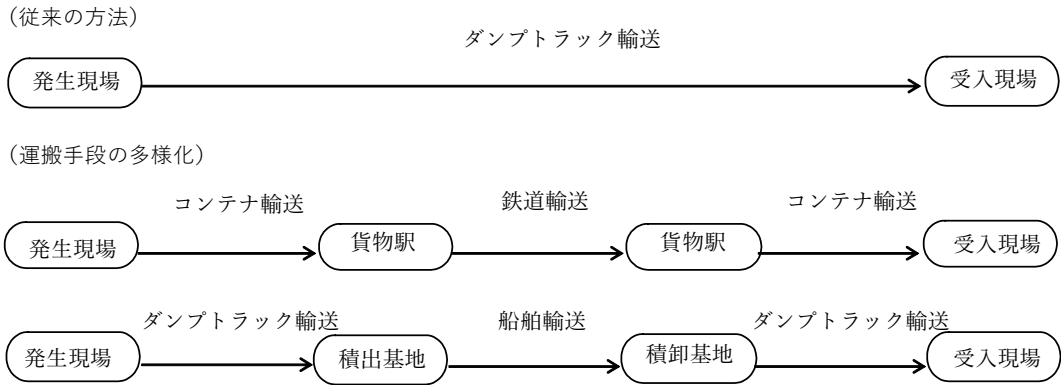 （従来の方法）
ダンプトラック輸送
発生現場
受入現場
（運搬手段の多様化）
コンテナ輸送
鉄道輸送
コンテナ輸送
発生現場
貨物駅
貨物駅
受入現場
ダンプトラック輸送
船舶輸送
ダンプトラック輸送
発生現場
積出基地
積卸基地
受入現場